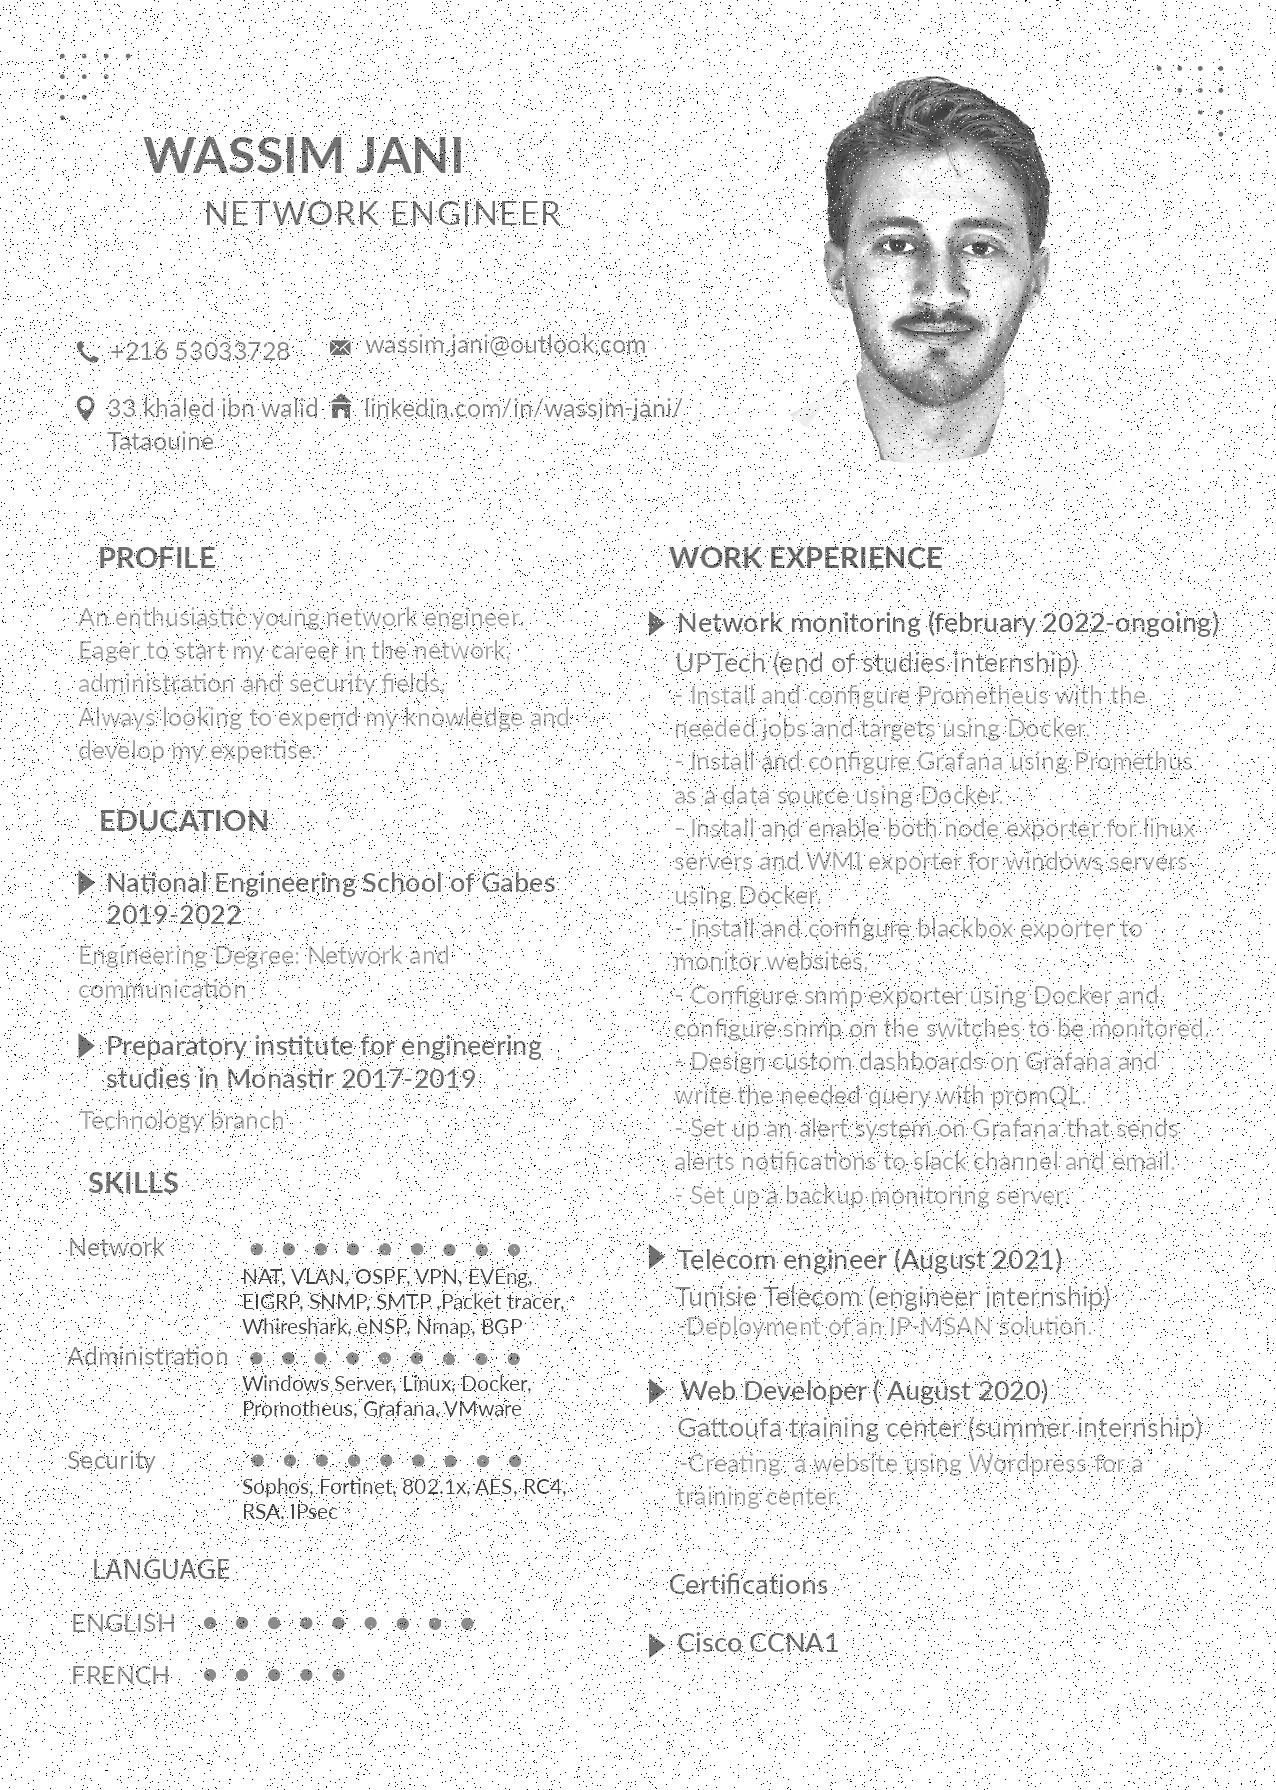 WASSIM JANI
NETWORK ENGINEER
+216 53033728
wassim.jani@outlook.com
33 khaled ibn walid
Tataouine
linkedin.com/in/wassim-jani/
PROFILE
An enthusiastic young network engineer.
Eager to start my career in the network,
administration and security fields.
Always looking to expend my knowledge and
develop my expertise.
EDUCATION
National Engineering School of Gabes
2019-2022
Engineering Degree: Network and
communication
Preparatory institute for engineering
studies in Monastir 2017-2019
Technology branch
SKILLS
Network
NAT, VLAN, OSPF, VPN, EVEng,
EIGRP, SNMP, SMTP ,Packet tracer,
Whireshark, eNSP, Nmap, BGP
Administration
Windows Server, Linux, Docker,
Promotheus, Grafana, VMware
Security
Sophos, Fortinet, 802.1x, AES, RC4,
RSA, IPsec
LANGUAGE
ENGLISH
FRENCH
WORK EXPERIENCE
Network monitoring (february 2022-ongoing)
UPTech (end of studies internship)
- Install and configure Prometheus with the
needed jobs and targets using Docker.
- Install and configure Grafana using Promethus
as a data source using Docker.
- Install and enable both node exporter for linux
servers and WMI exporter for windows servers
using Docker.
- Install and configure blackbox exporter to
monitor websites.
- Configure snmp exporter using Docker and
configure snmp on the switches to be monitored.
- Design custom dashboards on Grafana and
write the needed query with promQL.
- Set up an alert system on Grafana that sends
alerts notifications to slack channel and email.
- Set up a backup monitoring server.
Telecom engineer (August 2021)
Tunisie Telecom (engineer internship)
-Deployment of an IP-MSAN solution.
Web Developer ( August 2020)
Gattoufa training center (summer internship)
-Creating  a website using Wordpress for a
training center.
Certifications
Cisco CCNA1